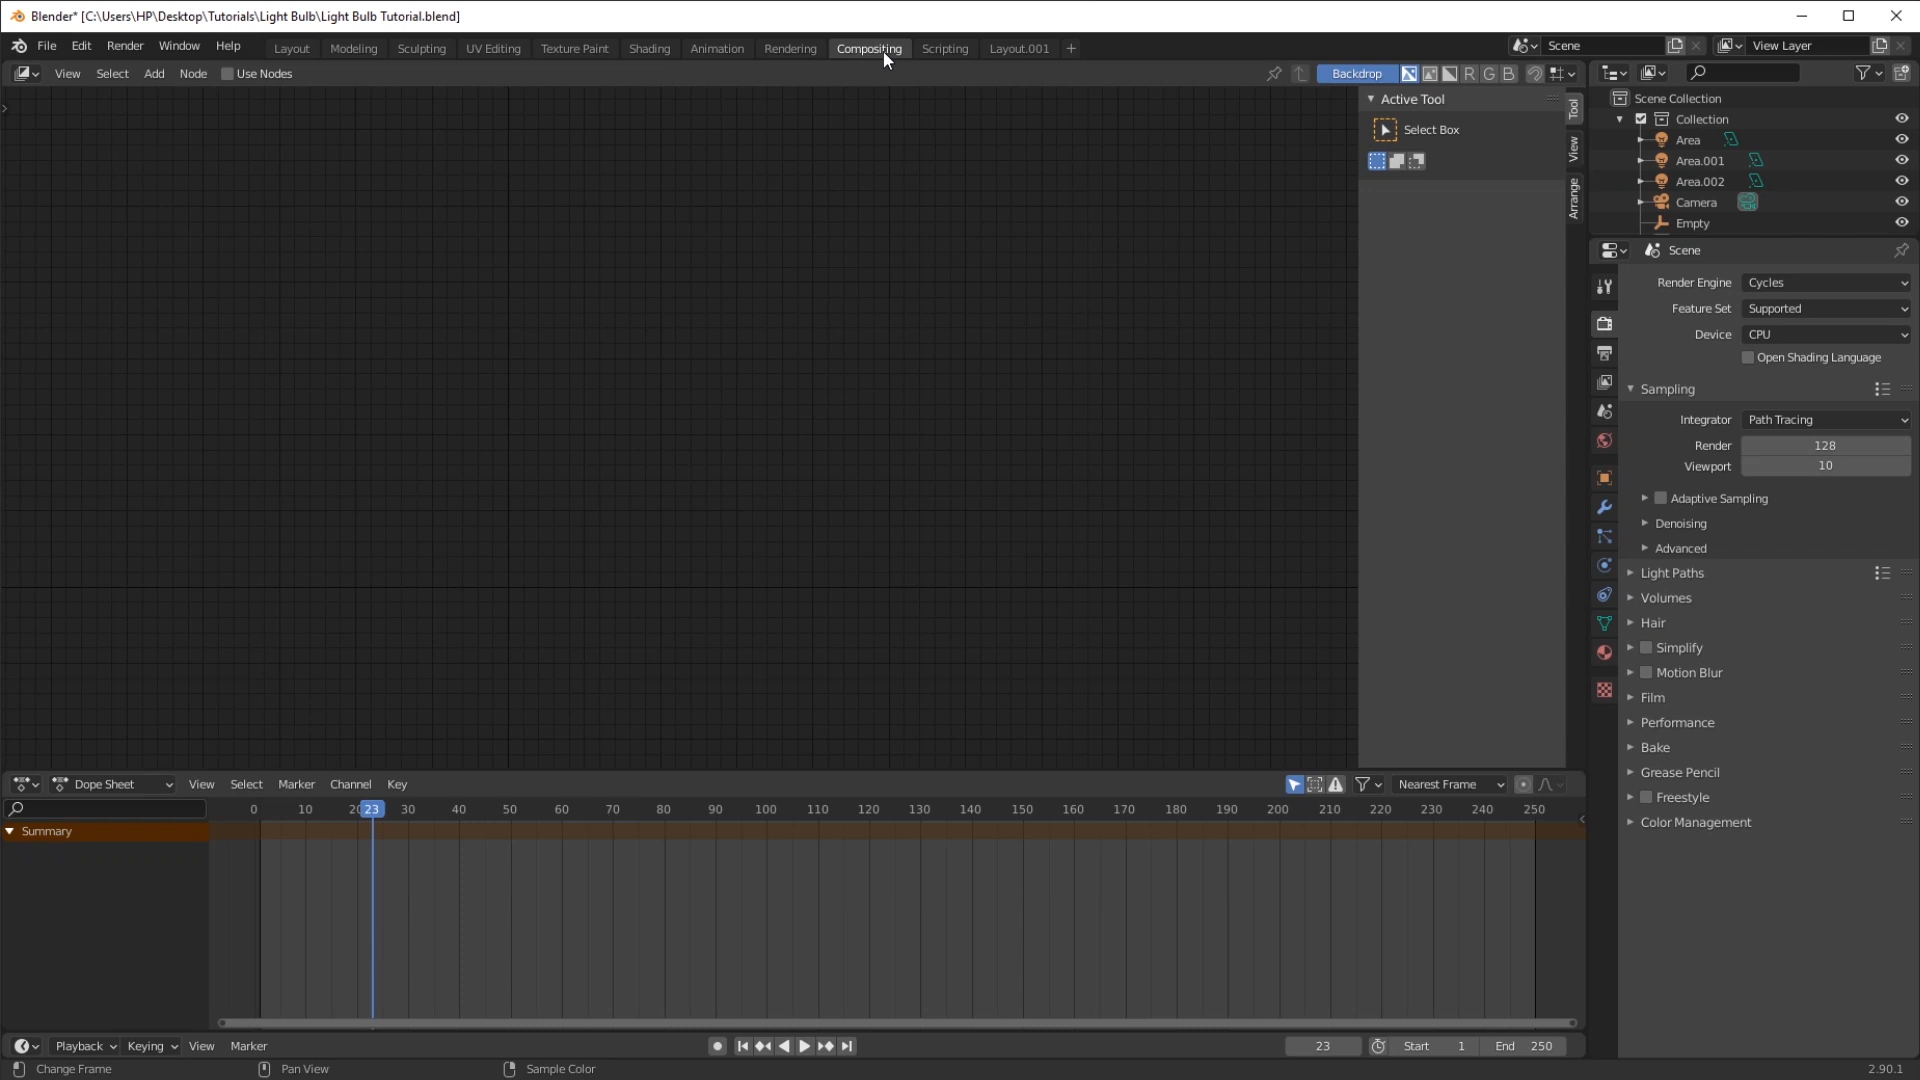 Blender* [C:\Users\HP\Desktop\Tutorials\Light Bulb\Light Bulb Tutorial.blend]
File Edit Render Window Help Layout Modeling Sculpting UV Editing Texture Paint Shading Animation Rendering Compositing Scripting Layout.001 + Scene View Layer
View Select Add Node Use Nodes Backdrop R G B
Active Tool
Select Box
Tool
View
Arrange
Scene Collection
Collection
Area
Area.001
Area.002
Camera
Empty
Scene
Render Engine Cycles
Feature Set Supported
Device CPU
Open Shading Language
Sampling
Integrator Path Tracing
Render 128
Viewport 10
Adaptive Sampling
Denoising
Advanced
Light Paths
Volumes
Hair
Simplify
Motion Blur
Film
Performance
Bake
Grease Pencil
Freestyle
Color Management
Dope Sheet View Select Marker Channel Key Nearest Frame
0 10 20 23 30 40 50 60 70 80 90 100 110 120 130 140 150 160 170 180 190 200 210 220 230 240 250
Summary
Playback Keying View Marker 23 Start 1 End 250
Change Frame Pan View Sample Color 2.90.1